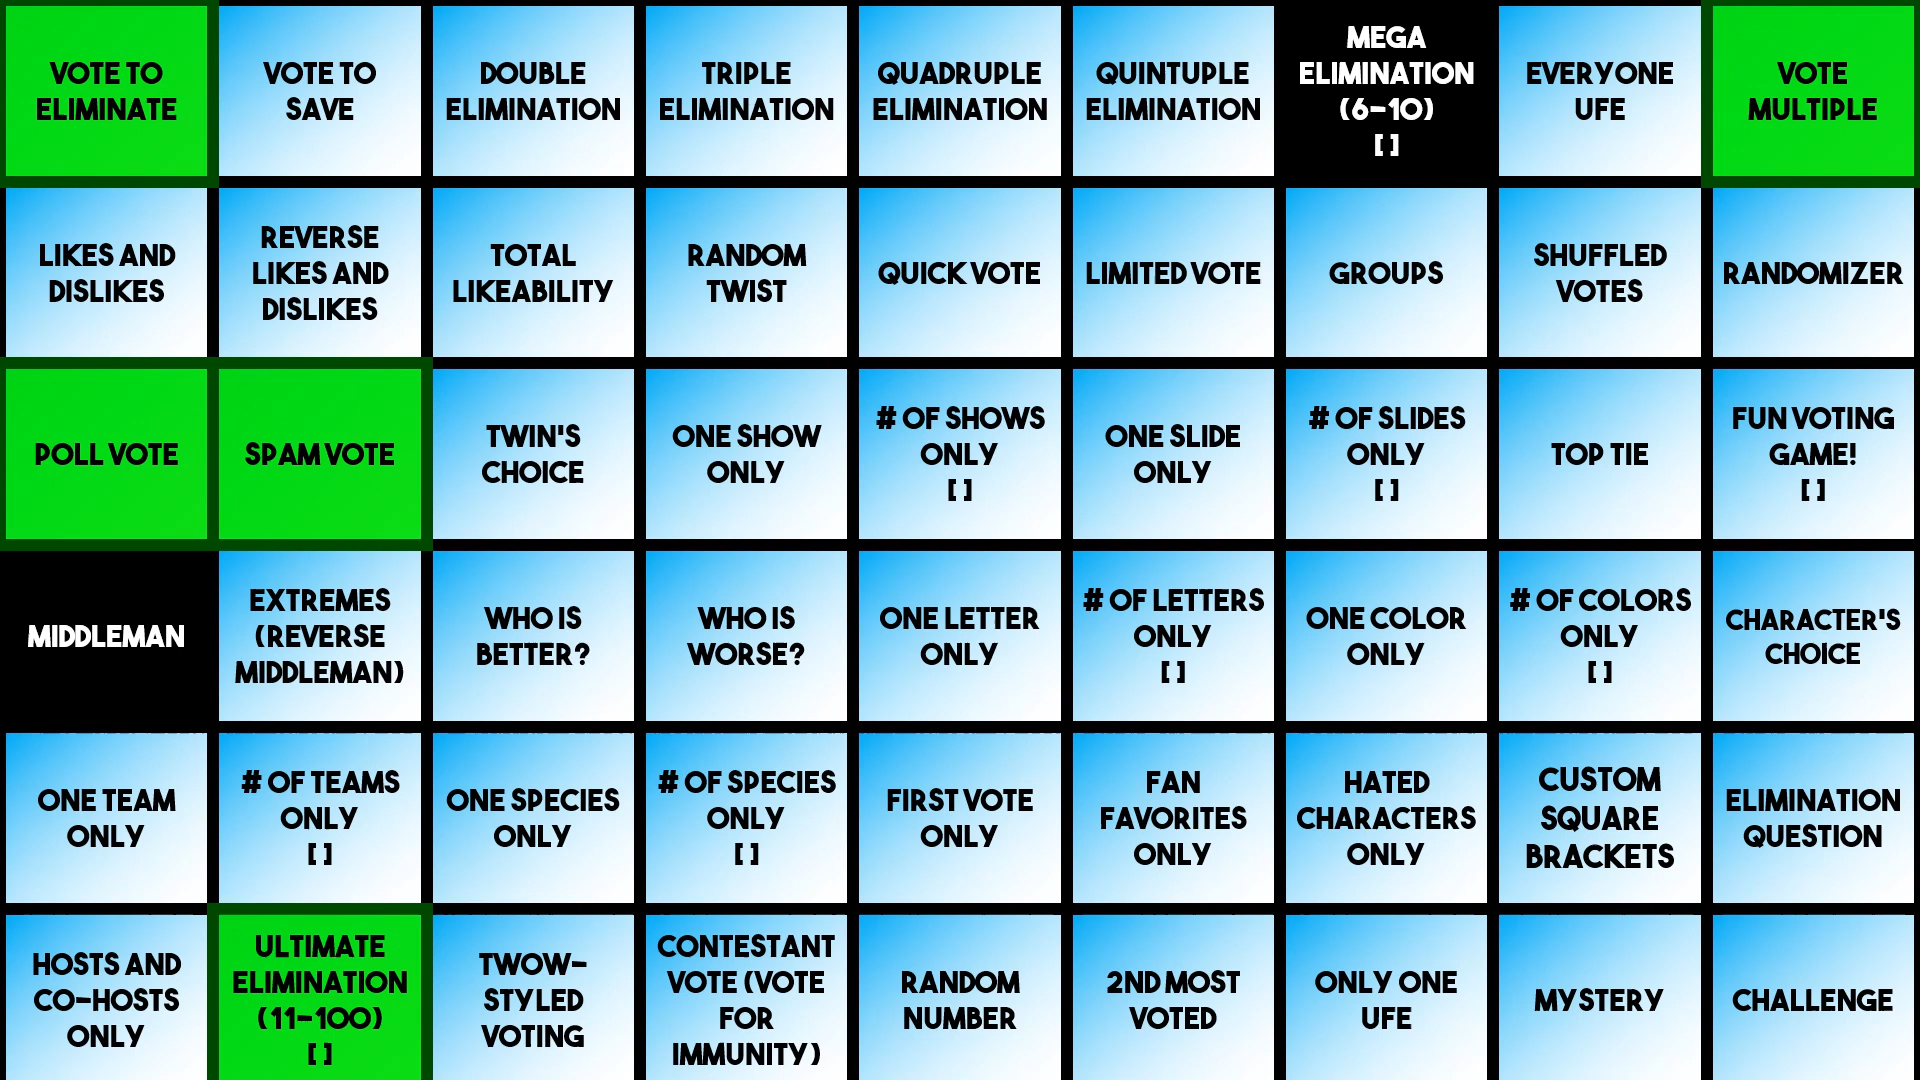 VOTE TO
ELIMINATE
VOTE TO
SAVE
DOUBLE
ELIMINATION
TRIPLE
ELIMINATION
QUADRUPLE
ELIMINATION
QUINTUPLE
ELIMINATION
MEGA
ELIMINATION
(6-10)
[ ]
EVERYONE
UFE
VOTE
MULTIPLE
LIKES AND
DISLIKES
REVERSE
LIKES AND
DISLIKES
TOTAL
LIKEABILITY
RANDOM
TWIST
QUICK VOTE
LIMITED VOTE
GROUPS
SHUFFLED
VOTES
RANDOMIZER
POLL VOTE
SPAM VOTE
TWIN'S
CHOICE
ONE SHOW
ONLY
# OF SHOWS
ONLY
[ ]
ONE SLIDE
ONLY
# OF SLIDES
ONLY
[ ]
TOP TIE
FUN VOTING
GAME!
[ ]
MIDDLEMAN
EXTREMES
(REVERSE
MIDDLEMAN)
WHO IS
BETTER?
WHO IS
WORSE?
ONE LETTER
ONLY
# OF LETTERS
ONLY
[ ]
ONE COLOR
ONLY
# OF COLORS
ONLY
[ ]
CHARACTER'S
CHOICE
ONE TEAM
ONLY
# OF TEAMS
ONLY
[ ]
ONE SPECIES
ONLY
# OF SPECIES
ONLY
[ ]
FIRST VOTE
ONLY
FAN
FAVORITES
ONLY
HATED
CHARACTERS
ONLY
CUSTOM
SQUARE
BRACKETS
ELIMINATION
QUESTION
HOSTS AND
CO-HOSTS
ONLY
ULTIMATE
ELIMINATION
(11-100)
[ ]
TWOW-
STYLED
VOTING
CONTESTANT
VOTE (VOTE
FOR
IMMUNITY)
RANDOM
NUMBER
2ND MOST
VOTED
ONLY ONE
UFE
MYSTERY
CHALLENGE